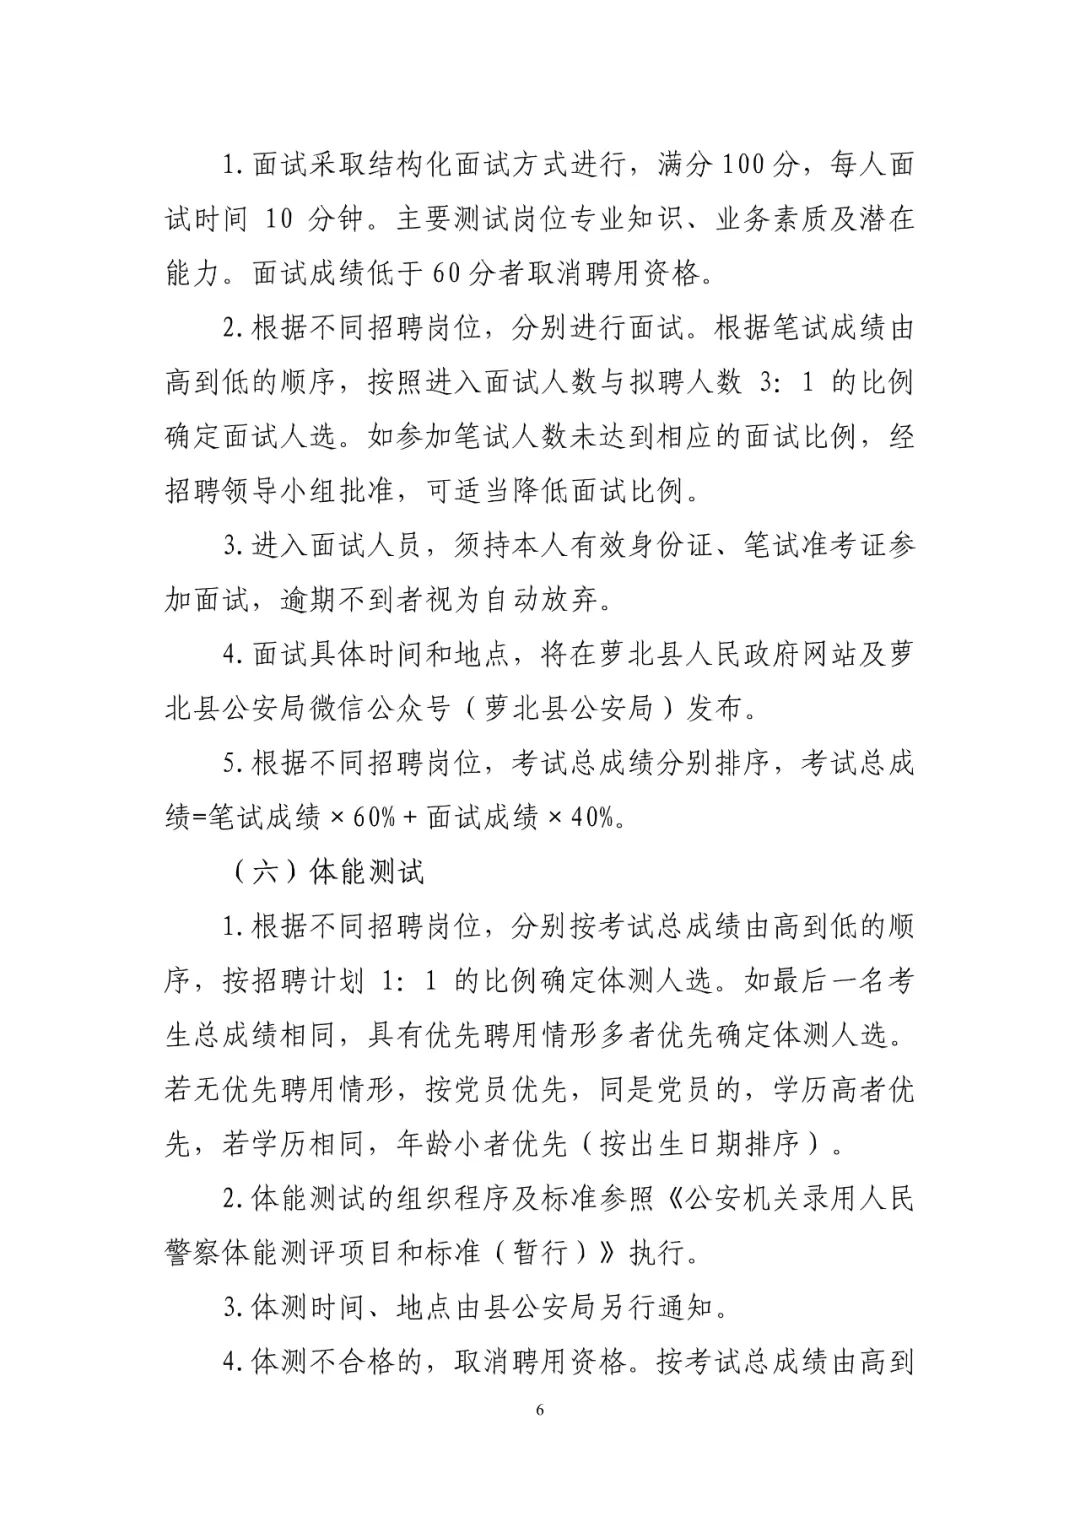 1.面试采取结构化面试方式进行，满分100分，每人面
试时间 10 分钟。主要测试岗位专业知识、业务素质及潜在
能力。面试成绩低于60分者取消聘用资格。
2.根据不同招聘岗位，分别进行面试。根据笔试成绩由
高到低的顺序，按照进入面试人数与拟聘人数 3：1 的比例
确定面试人选。如参加笔试人数未达到相应的面试比例，经
招聘领导小组批准，可适当降低面试比例。
3.进入面试人员，须持本人有效身份证、笔试准考证参
加面试，逾期不到者视为自动放弃。
4.面试具体时间和地点，将在萝北县人民政府网站及萝
北县公安局微信公众号（萝北县公安局）发布。
5.根据不同招聘岗位，考试总成绩分别排序，考试总成
绩=笔试成绩×60%+面试成绩×40%。
（六）体能测试
1.根据不同招聘岗位，分别按考试总成绩由高到低的顺
序，按招聘计划 1：1 的比例确定体测人选。如最后一名考
生总成绩相同，具有优先聘用情形多者优先确定体测人选。
若无优先聘用情形，按党员优先，同是党员的，学历高者优
先，若学历相同，年龄小者优先（按出生日期排序）。
2.体能测试的组织程序及标准参照《公安机关录用人民
警察体能测评项目和标准（暂行）》执行。
3.体测时间、地点由县公安局另行通知。
4.体测不合格的，取消聘用资格。按考试总成绩由高到
6